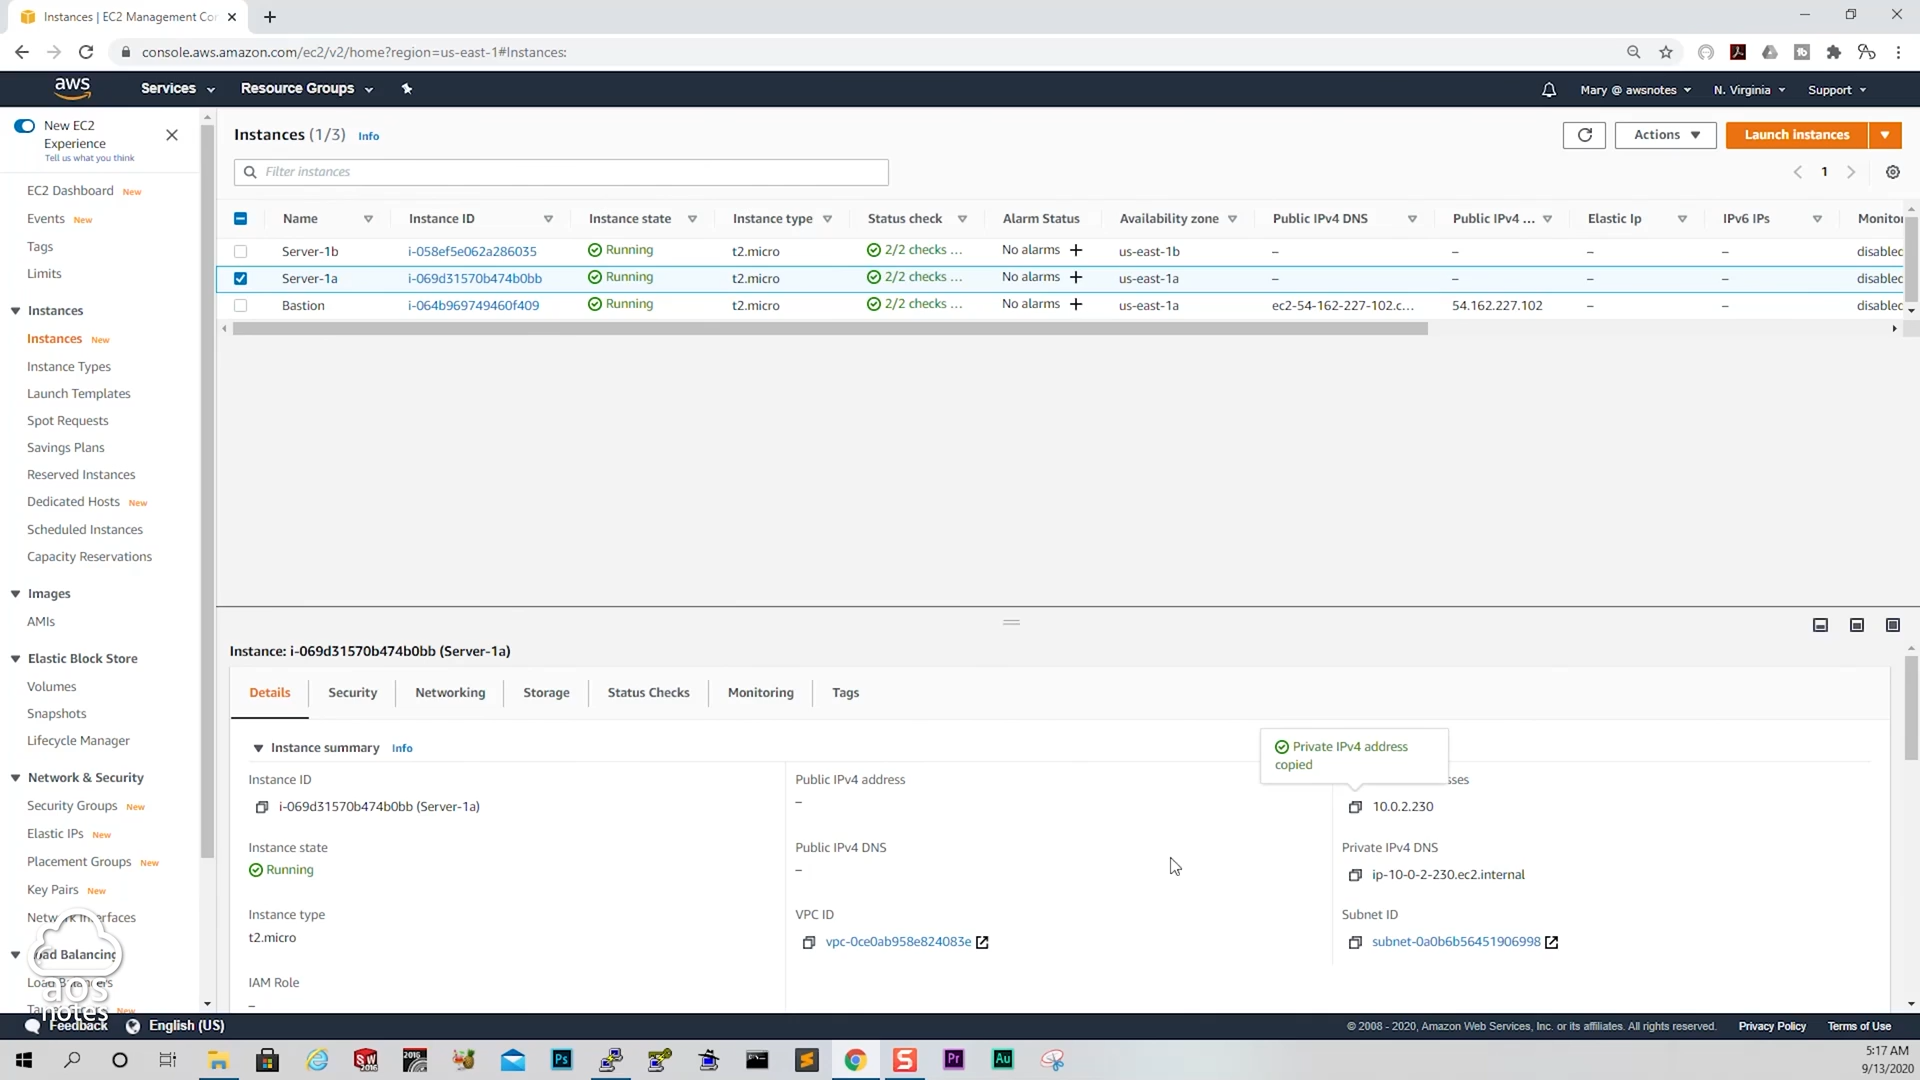 Instances | EC2 Management Co
console.aws.amazon.com/ec2/v2/home?region=us-east-1#Instances:
aws Services Resource Groups Mary @ awsnotes N. Virginia Support
New EC2 Experience
Tell us what you think
EC2 Dashboard New
Events New
Tags
Limits
Instances
Instances New
Instance Types
Launch Templates
Spot Requests
Savings Plans
Reserved Instances
Dedicated Hosts New
Scheduled Instances
Capacity Reservations
Images
AMIs
Elastic Block Store
Volumes
Snapshots
Lifecycle Manager
Network & Security
Security Groups New
Elastic IPs New
Placement Groups New
Key Pairs New
Network Interfaces
Load Balancing
Load Balancers
New
aos
notes
Instances (1/3) Info Actions Launch instances
Filter instances 1
Name Instance ID Instance state Instance type Status check Alarm Status Availability zone Public IPv4 DNS Public IPv4 ... Elastic Ip IPv6 IPs Monitor
Server-1b i-058ef5e062a286035 Running t2.micro 2/2 checks ... No alarms + us-east-1b – – – – disabled
Server-1a i-069d31570b474b0bb Running t2.micro 2/2 checks ... No alarms + us-east-1a – – – – disabled
Bastion i-064b969749460f409 Running t2.micro 2/2 checks ... No alarms + us-east-1a ec2-54-162-227-102.c... 54.162.227.102 – – disabled
Instance: i-069d31570b474b0bb (Server-1a)
Details Security Networking Storage Status Checks Monitoring Tags
Instance summary Info
Private IPv4 address
copied
Instance ID Public IPv4 address sses
i-069d31570b474b0bb (Server-1a) – 10.0.2.230
Instance state Public IPv4 DNS Private IPv4 DNS
Running – ip-10-0-2-230.ec2.internal
Instance type VPC ID Subnet ID
t2.micro vpc-0ce0ab958e824083e subnet-0a0b6b56451906998
IAM Role
–
Feedback English (US) © 2008 - 2020, Amazon Web Services, Inc. or its affiliates. All rights reserved. Privacy Policy Terms of Use
SW 2016 2016 Ps S Pr Au
5:17 AM
9/13/2020